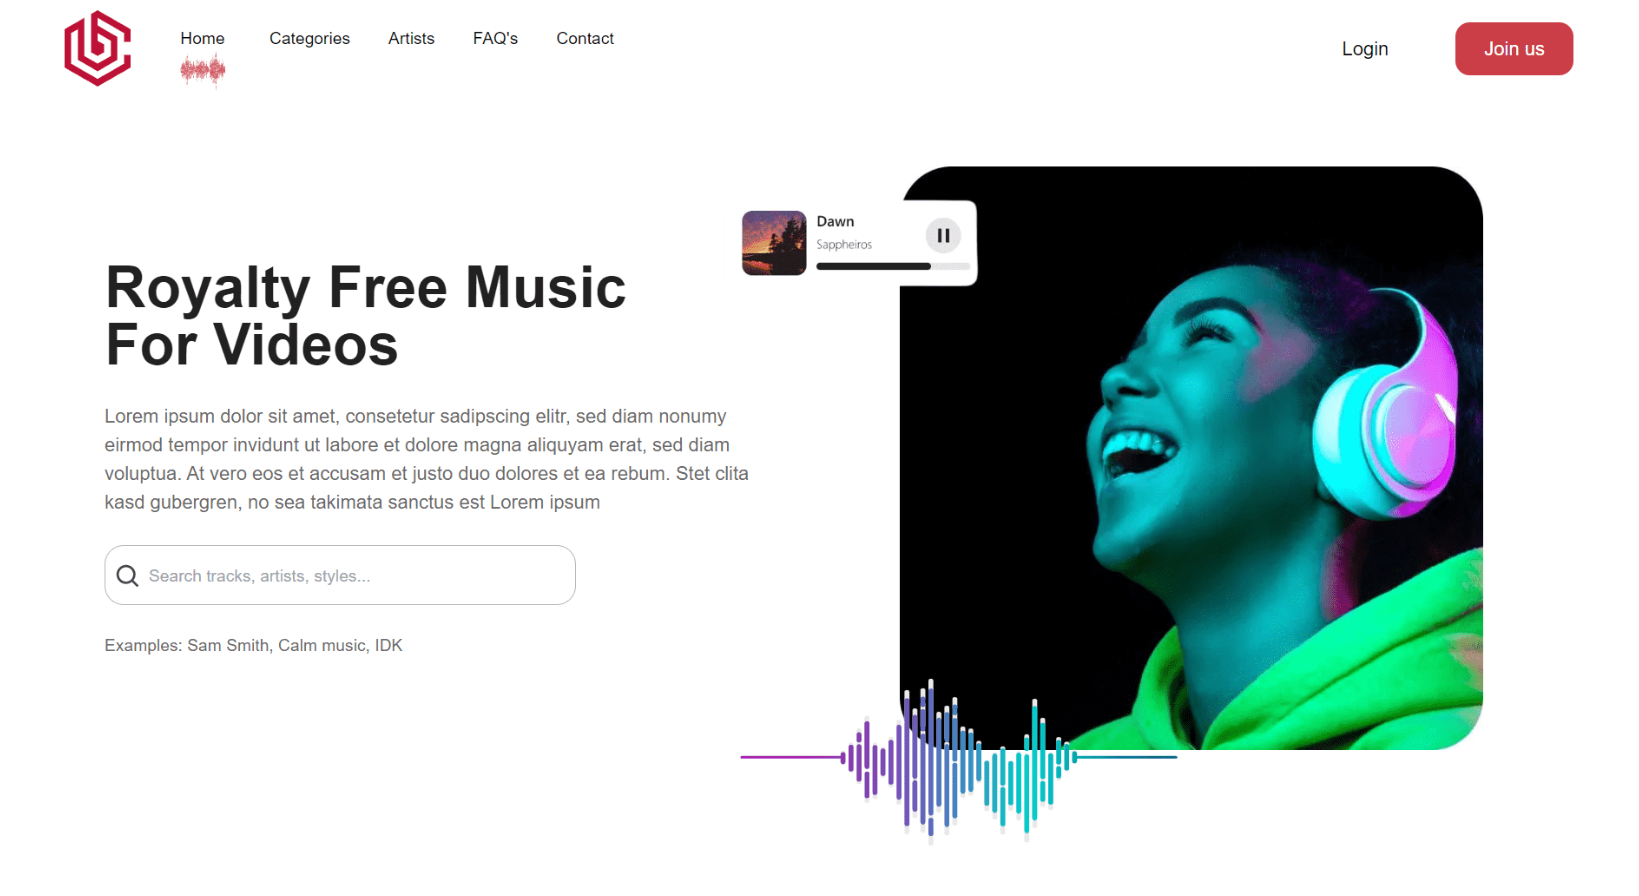 Home
Categories
Artists
FAQ's
Contact
Login
Join us
Dawn
Sappheiros
Royalty Free Music
For Videos
Lorem ipsum dolor sit amet, consetetur sadipscing elitr, sed diam nonumy
eirmod tempor invidunt ut labore et dolore magna aliquyam erat, sed diam
voluptua. At vero eos et accusam et justo duo dolores et ea rebum. Stet clita
kasd gubergren, no sea takimata sanctus est Lorem ipsum
Search tracks, artists, styles...
Examples: Sam Smith, Calm music, IDK